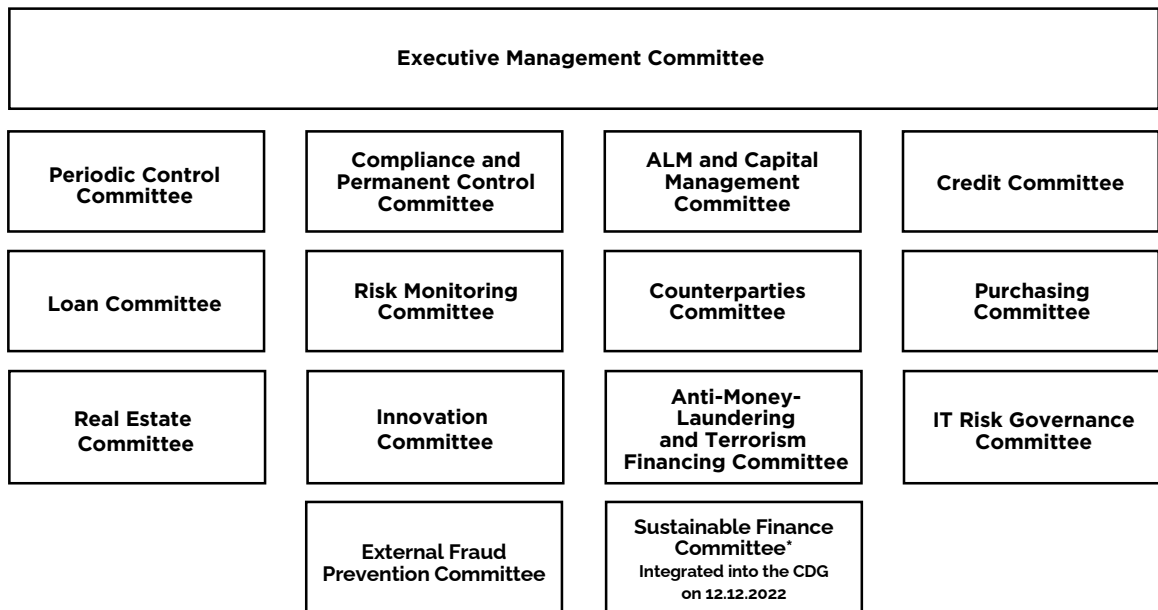 Executive Management Committee
Periodic Control
Committee
Compliance and
Permanent Control
Committee
ALM and Capital
Management
Committee
Credit Committee
Loan Committee
Risk Monitoring
Committee
Counterparties
Committee
Purchasing
Committee
Real Estate
Committee
Innovation
Committee
Anti-Money-
Laundering
and Terrorism
Financing Committee
IT Risk Governance
Committee
External Fraud
Prevention Committee
Sustainable Finance
Committee*
Integrated into the CDG
on 12.12.2022